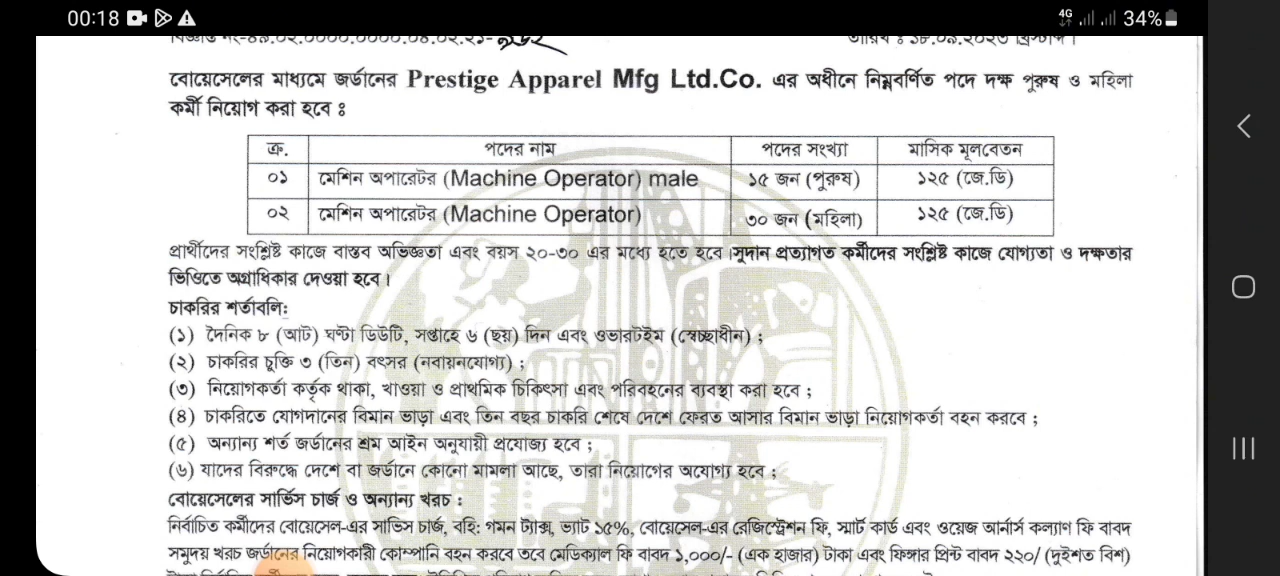 00:18 4G 34%
বোয়েসেলের মাধ্যমে জর্ডানের Prestige Apparel Mfg Ltd.Co. এর অধীনে নিম্নবর্ণিত পদে দক্ষ পুরুষ ও মহিলা
কর্মী নিয়োগ করা হবে ঃ
ক্র. পদের নাম পদের সংখ্যা মাসিক মূলবেতন
০১ মেশিন অপারেটর (Machine Operator) male ১৫ জন (পুরুষ) ১২৫ (জে.ডি)
০২ মেশিন অপারেটর (Machine Operator) ৩০ জন (মহিলা) ১২৫ (জে.ডি)
প্রার্থীদের সংশ্লিষ্ট কাজে বাস্তব অভিজ্ঞতা এবং বয়স ২০-৩০ এর মধ্যে হতে হবে।সুদান প্রত্যাগত কর্মীদের সংশ্লিষ্ট কাজে যোগ্যতা ও দক্ষতার
ভিত্তিতে অগ্রাধিকার দেওয়া হবে।
চাকরির শর্তাবলি:
(১) দৈনিক ৮ (আট) ঘণ্টা ডিউটি, সপ্তাহে ৬ (ছয়) দিন এবং ওভারটইম (স্বেচ্ছাধীন) ;
(২) চাকরির চুক্তি ৩ (তিন) বৎসর (নবায়নযোগ্য) ;
(৩) নিয়োগকর্তা কর্তৃক থাকা, খাওয়া ও প্রাথমিক চিকিৎসা এবং পরিবহনের ব্যবস্থা করা হবে ;
(৪) চাকরিতে যোগদানের বিমান ভাড়া এবং তিন বছর চাকরি শেষে দেশে ফেরত আসার বিমান ভাড়া নিয়োগকর্তা বহন করবে ;
(৫) অন্যান্য শর্ত জর্ডানের শ্রম আইন অনুযায়ী প্রযোজ্য হবে ;
(৬) যাদের বিরুদ্ধে দেশে বা জর্ডানে কোনো মামলা আছে, তারা নিয়োগের অযোগ্য হবে ;
বোয়েসেলের সার্ভিস চার্জ ও অন্যান্য খরচ :
নির্বাচিত কর্মীদের বোয়েসেল-এর সার্ভিস চার্জ, বহি: গমন ট্যাক্স, ভ্যাট ১৫%, বোয়েসেল-এর রেজিস্ট্রেশন ফি, স্মার্ট কার্ড এবং ওয়েজ আর্নার্স কল্যাণ ফি বাবদ
সমুদয় খরচ জর্ডানের নিয়োগকারী কোম্পানি বহন করবে তবে মেডিক্যাল ফি বাবদ ১,০০০/- (এক হাজার) টাকা এবং ফিঙ্গার প্রিন্ট বাবদ ২২০/ (দুইশত বিশ)